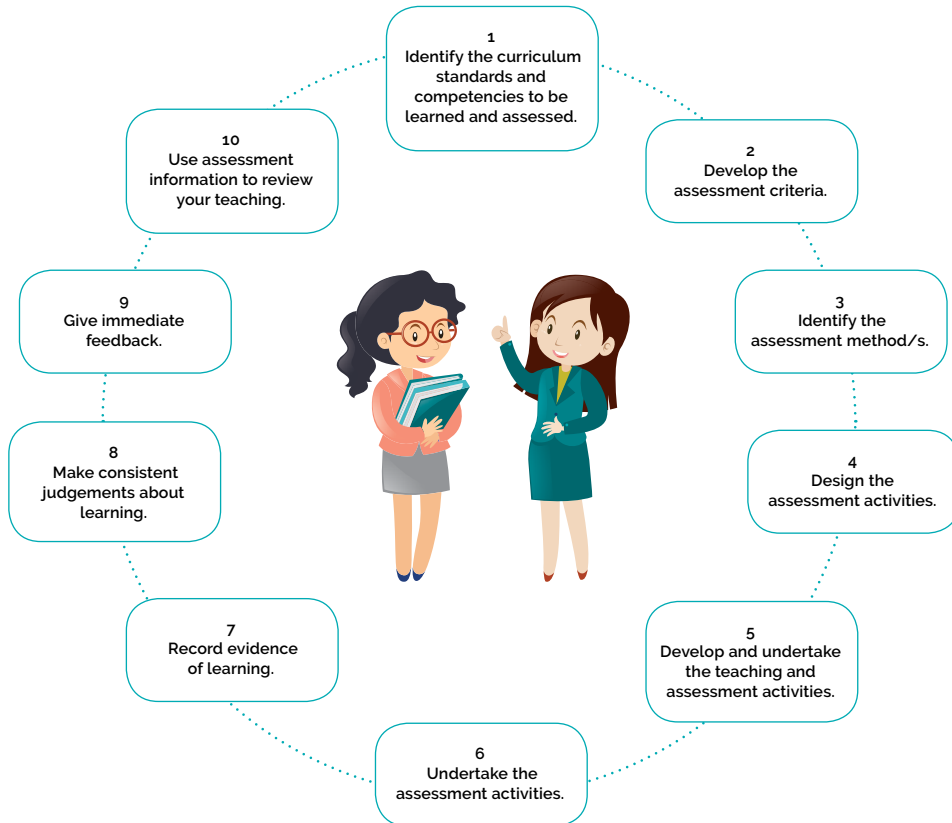 1
Identify the curriculum
standards and
competencies to be
learned and assessed.
2
Develop the
assessment criteria.
3
Identify the
assessment method/s.
4
Design the
assessment activities.
5
Develop and undertake
the teaching and
assessment activities.
6
Undertake the
assessment activities.
7
Record evidence
of learning.
8
Make consistent
judgements about
learning.
9
Give immediate
feedback.
10
Use assessment
information to review
your teaching.